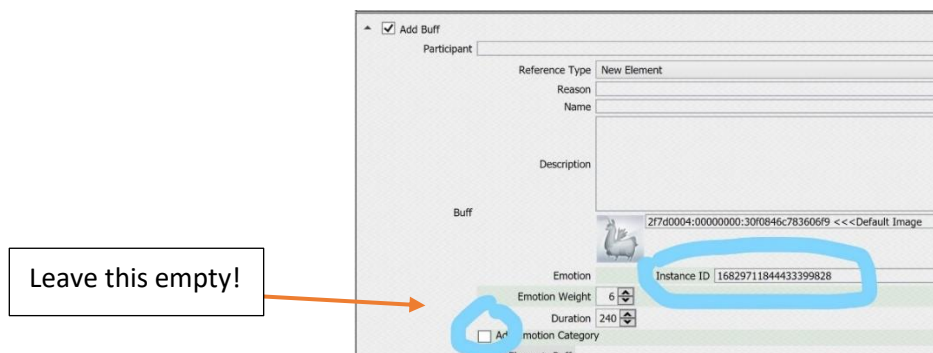 Add Buff
Participant
Reference Type New Element
Reason
Name
Description
Buff
2f7d0004:00000000:30f0846c783606f9 <<<Default Image
Leave this empty!
Emotion Instance ID 16829711844433399828
Emotion Weight 6
Duration 240
Category